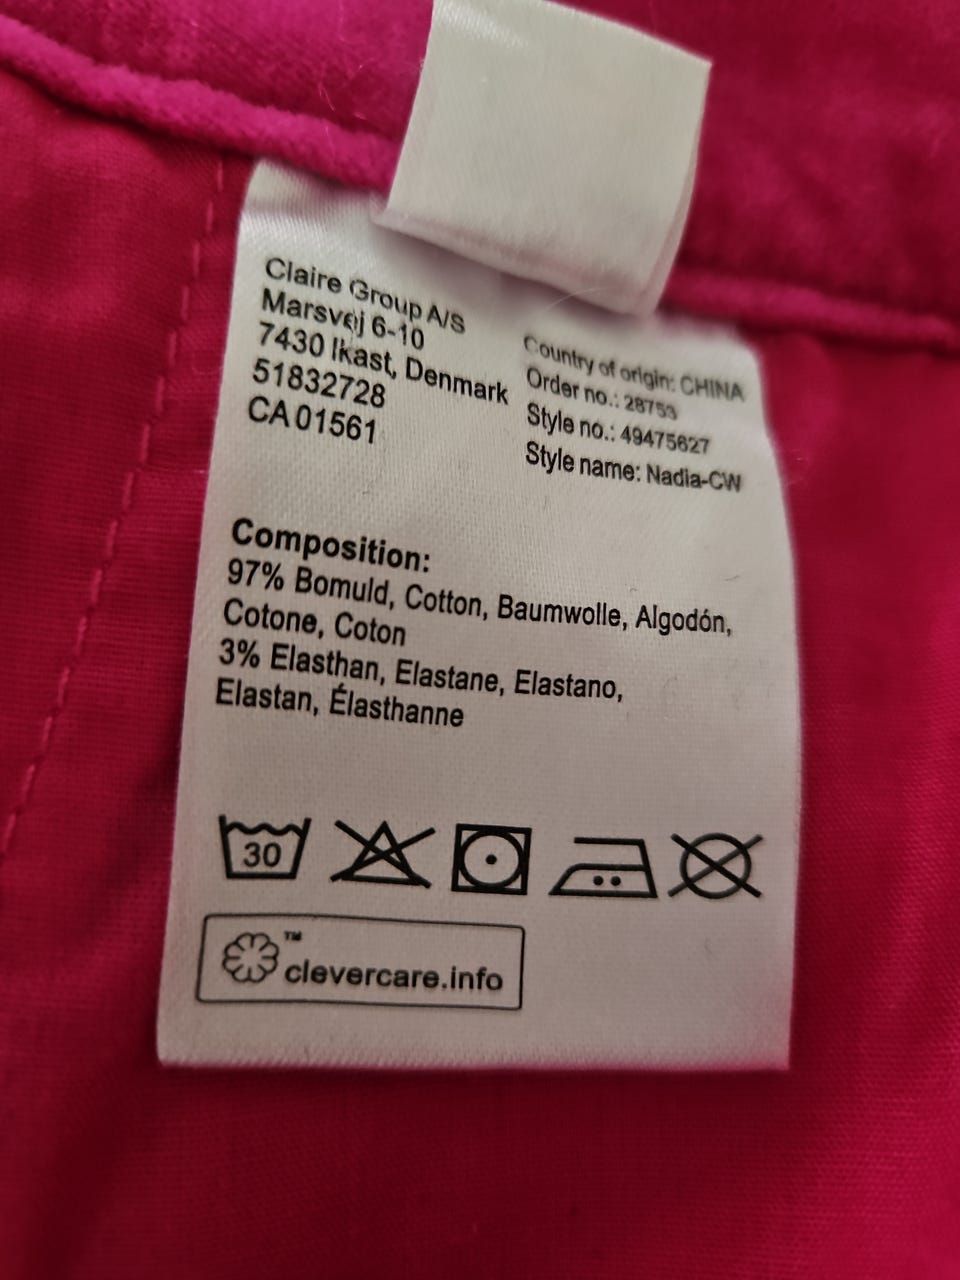 Claire Group A/S
Marsvej 6-10
7430 Ikast, Denmark
51832728
CA 01561
Country of origin: CHINA
Order no.: 28753
Style no.: 49475627
Style name: Nadia-CW
Composition:
97% Bomuld, Cotton, Baumwolle, Algodón,
Cotone, Coton
3% Elasthan, Elastane, Elastano,
Elastan, Élasthanne
30
™
clevercare.info